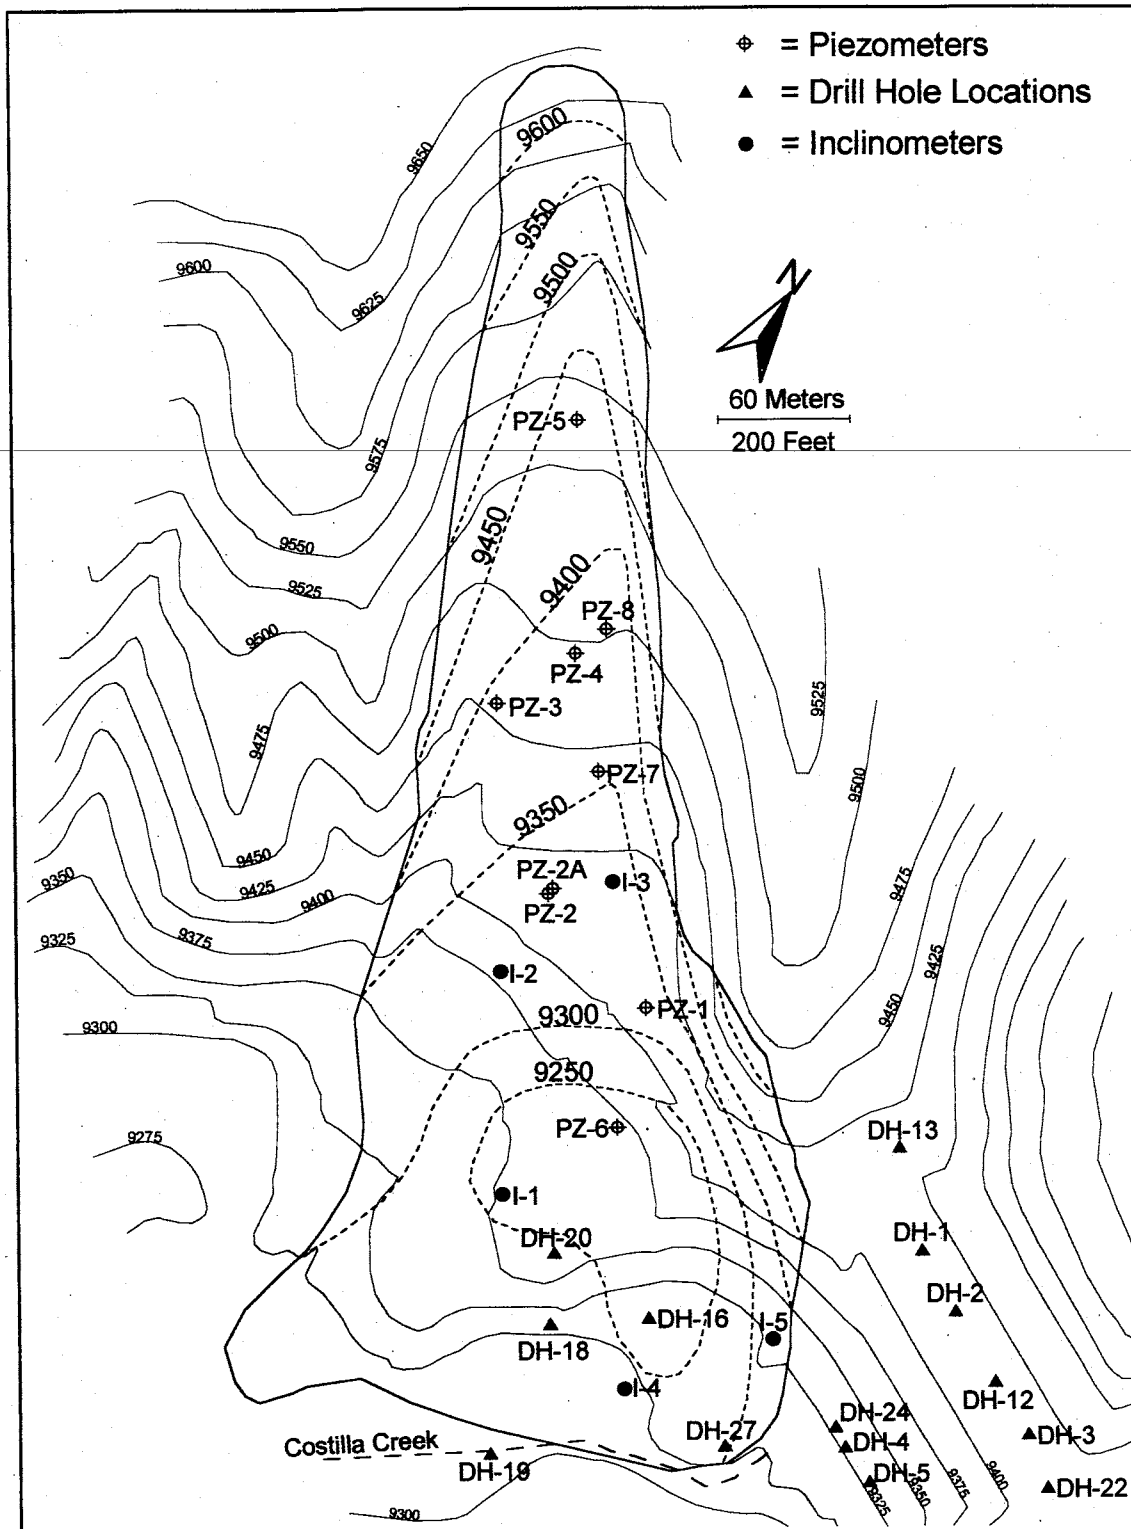 = Piezometers
= Drill Hole Locations
= Inclinometers
9600
9650
9550
9500
9600
9625
N
60 Meters
200 Feet
PZ-5
9575
9450
9550
9400
9525
PZ-8
9500
PZ-4
9525
PZ-3
9475
PZ-7
9500
9350
9450
PZ-2A
I-3
9475
9350
9425
9400
PZ-2
9375
9325
9425
I-2
PZ-1
9450
9300
9300
9250
PZ-6
DH-13
9275
I-1
DH-20
DH-1
DH-2
DH-16
I-5
DH-18
I-4
DH-12
DH-24
DH-27
DH-4
DH-3
Costilla Creek
DH-19
DH-5
9325
9350
9375
9400
DH-22
9300